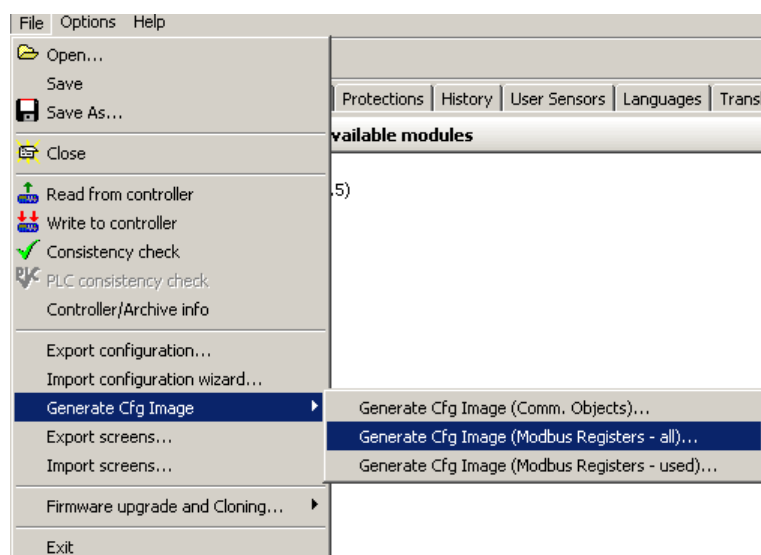 File Options Help
Open...
Save
Save As...
Protections History User Sensors Languages Trans
vailable modules
Close
.5)
Read from controller
Write to controller
Consistency check
PLC consistency check
Controller/Archive info
Export configuration...
Import configuration wizard...
Generate Cfg Image
Generate Cfg Image (Comm. Objects)...
Export screens...
Generate Cfg Image (Modbus Registers - all)...
Import screens...
Generate Cfg Image (Modbus Registers - used)...
Firmware upgrade and Cloning...
Exit